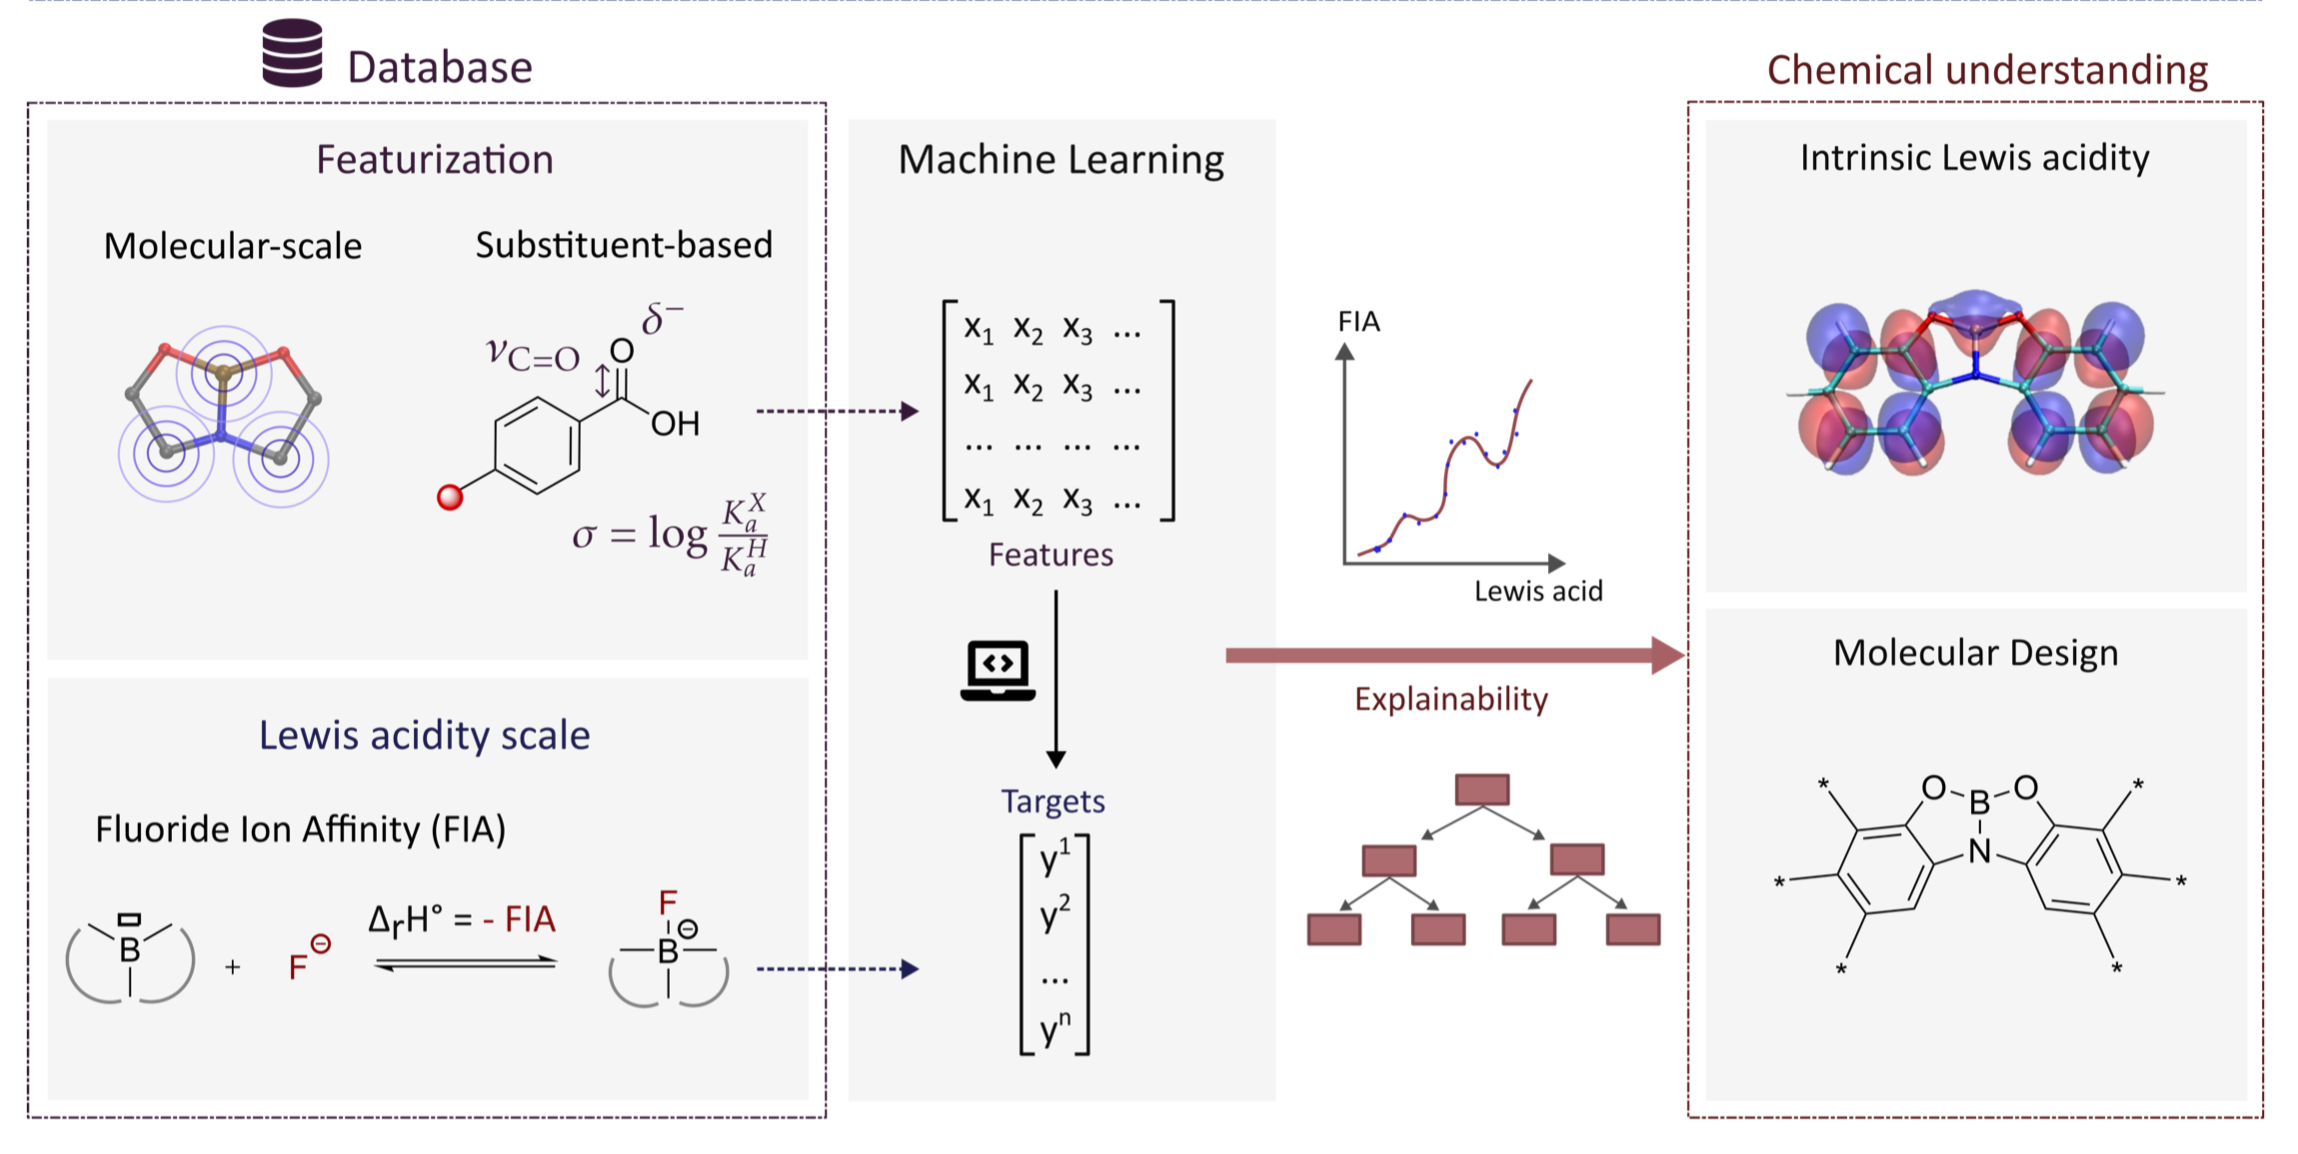 Database
Featurization
Molecular-scale
Substituent-based
δ⁻
νC=O
O
OH
σ = log KₐX / KₐH
Lewis acidity scale
Fluoride Ion Affinity (FIA)
B
+
F⊖
ΔrH° = - FIA
F
⊖
B
Machine Learning
x₁ x₂ x₃ ...
x₁ x₂ x₃ ...
... ... ... ...
x₁ x₂ x₃ ...
Features
<>
Targets
y¹
y²
...
yⁿ
FIA
Lewis acid
Explainability
Chemical understanding
Intrinsic Lewis acidity
Molecular Design
* O B O *
N
* *
* *